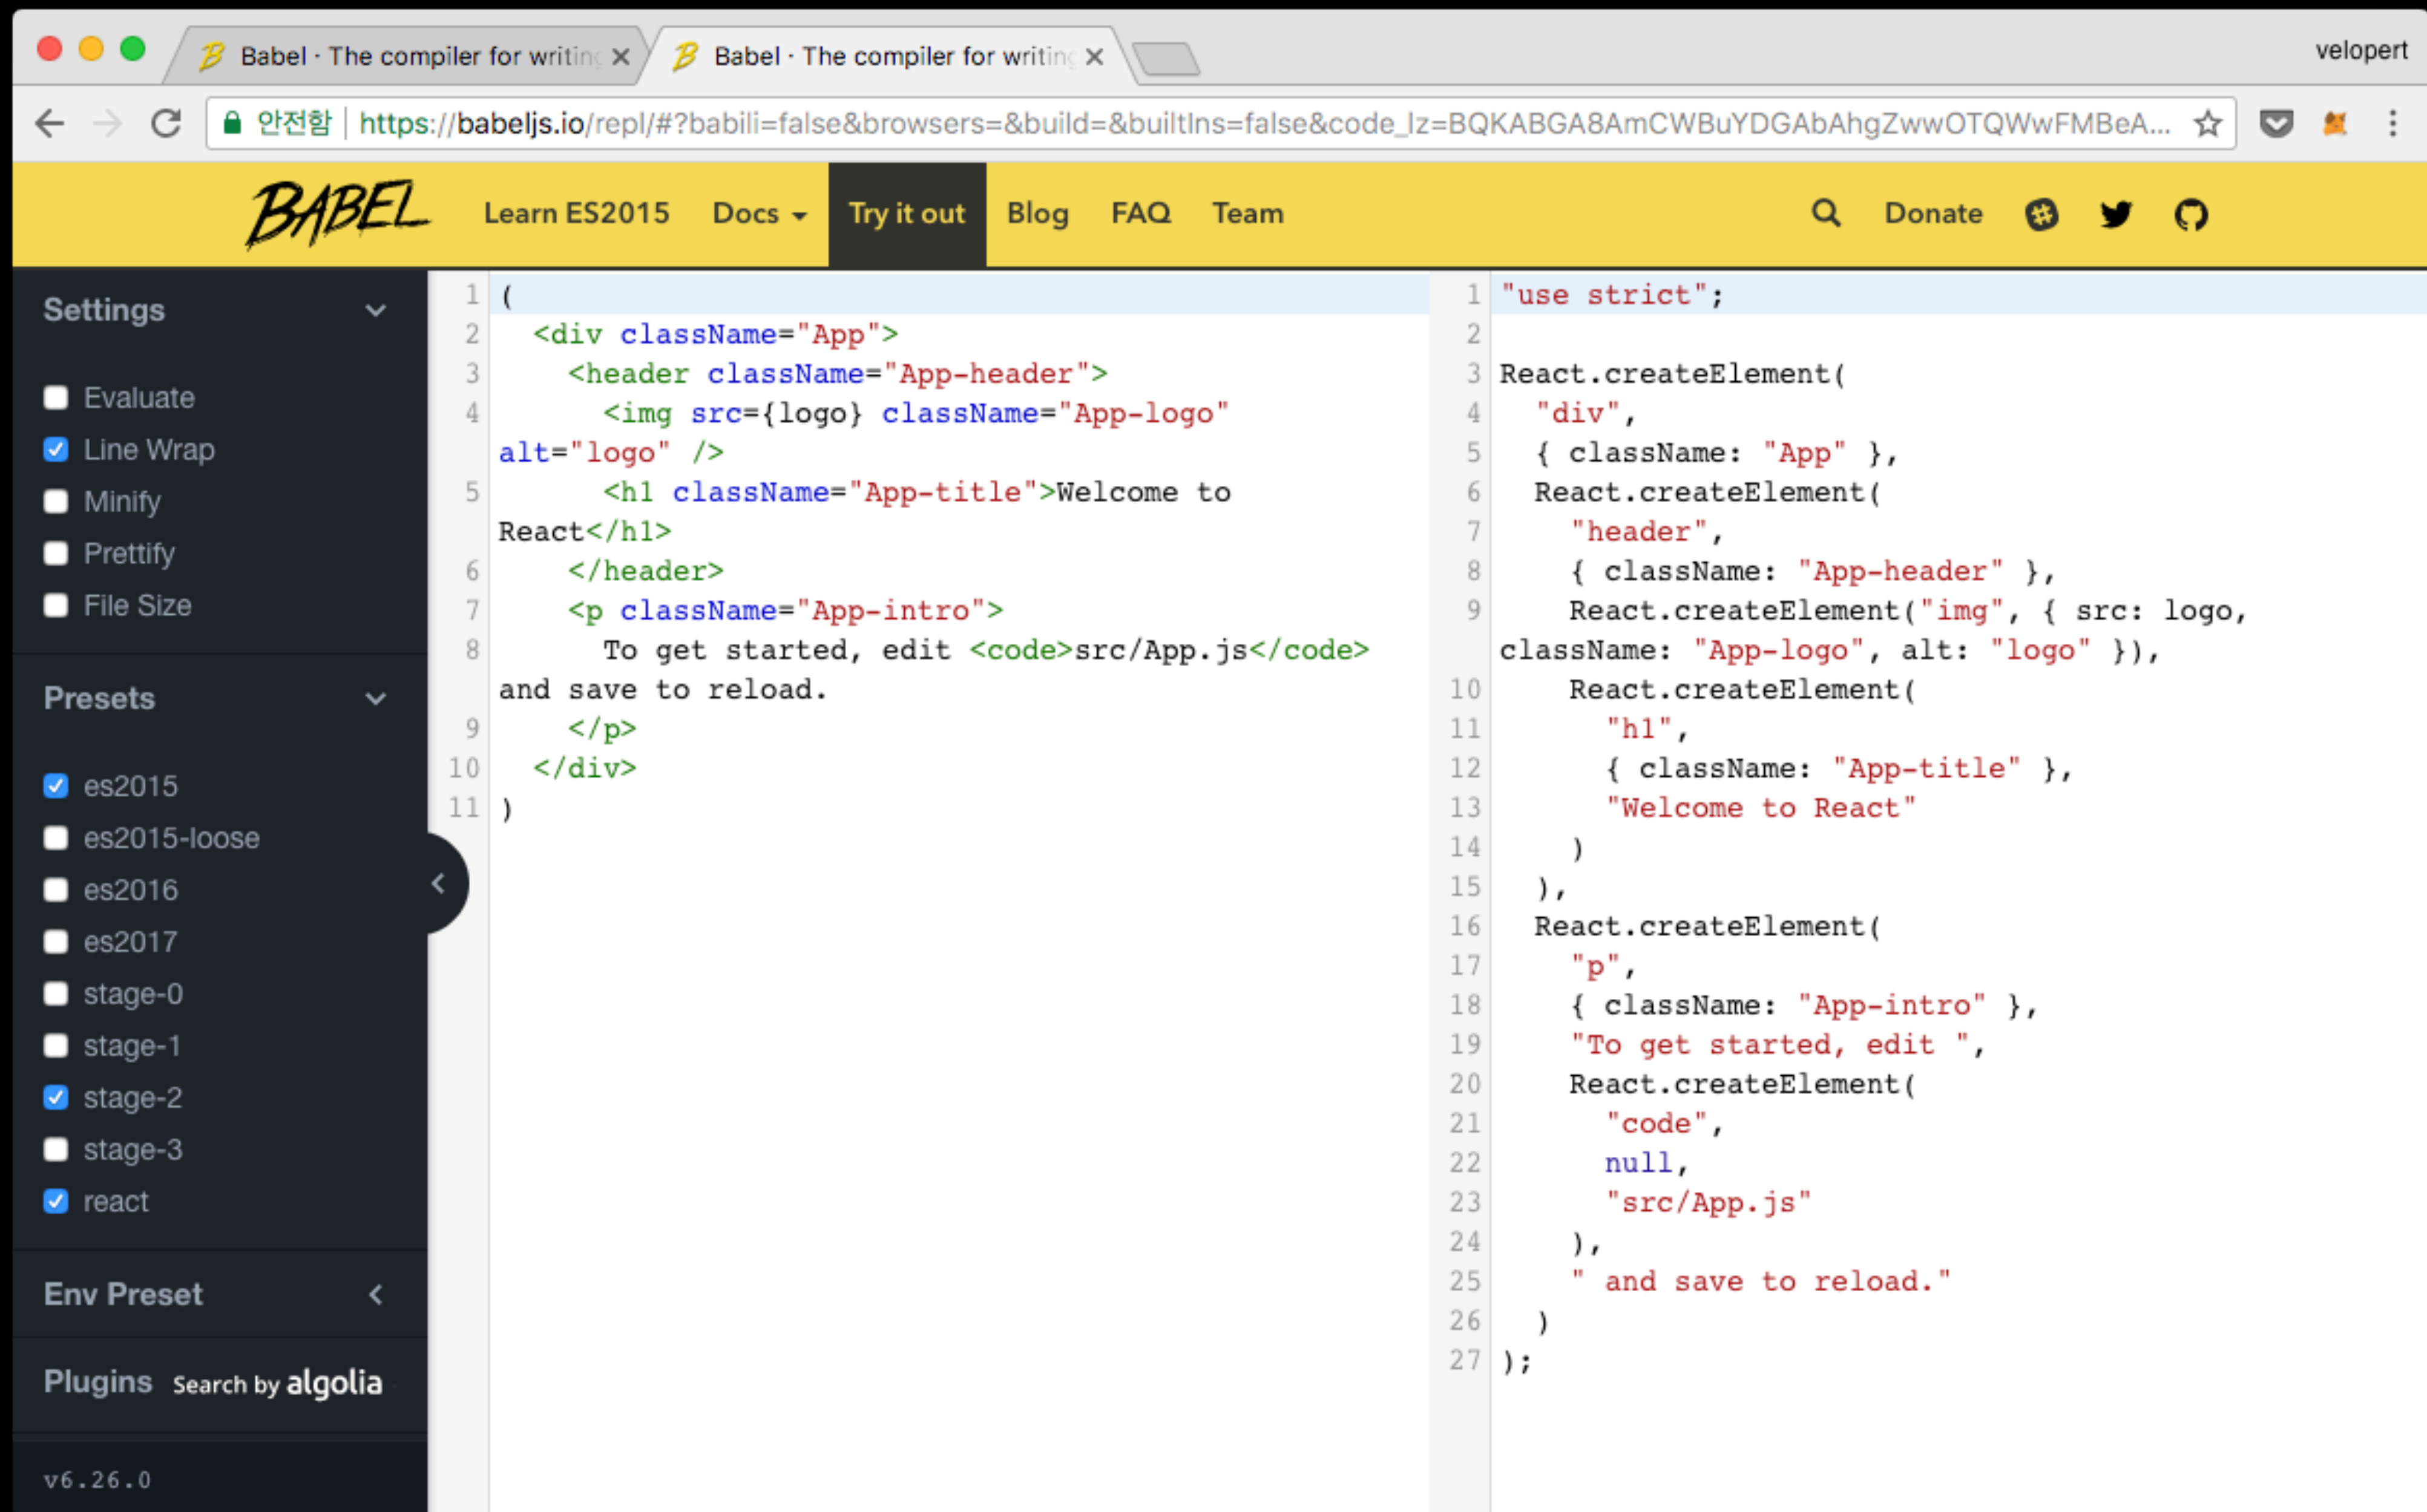 Babel · The compiler for writing
Babel · The compiler for writing
velopert
안전함 https://babeljs.io/repl/#?babili=false&browsers=&build=&builtIns=false&code_lz=BQKABGA8AmCWBuYDGAbAhgZwwOTQWwFMBeA...
BABEL Learn ES2015 Docs Try it out Blog FAQ Team Donate
Settings
Evaluate
Line Wrap
Minify
Prettify
File Size
Presets
es2015
es2015-loose
es2016
es2017
stage-0
stage-1
stage-2
stage-3
react
Env Preset
Plugins Search by algolia
v6.26.0
1 (
2 <div className="App">
3 <header className="App-header">
4 <img src={logo} className="App-logo"
alt="logo" />
5 <h1 className="App-title">Welcome to
React</h1>
6 </header>
7 <p className="App-intro">
8 To get started, edit <code>src/App.js</code>
and save to reload.
9 </p>
10 </div>
11 )
1 "use strict";
2
3 React.createElement(
4 "div",
5 { className: "App" },
6 React.createElement(
7 "header",
8 { className: "App-header" },
9 React.createElement("img", { src: logo,
className: "App-logo", alt: "logo" }),
10 React.createElement(
11 "h1",
12 { className: "App-title" },
13 "Welcome to React"
14 )
15 ),
16 React.createElement(
17 "p",
18 { className: "App-intro" },
19 "To get started, edit ",
20 React.createElement(
21 "code",
22 null,
23 "src/App.js"
24 ),
25 " and save to reload."
26 )
27 );